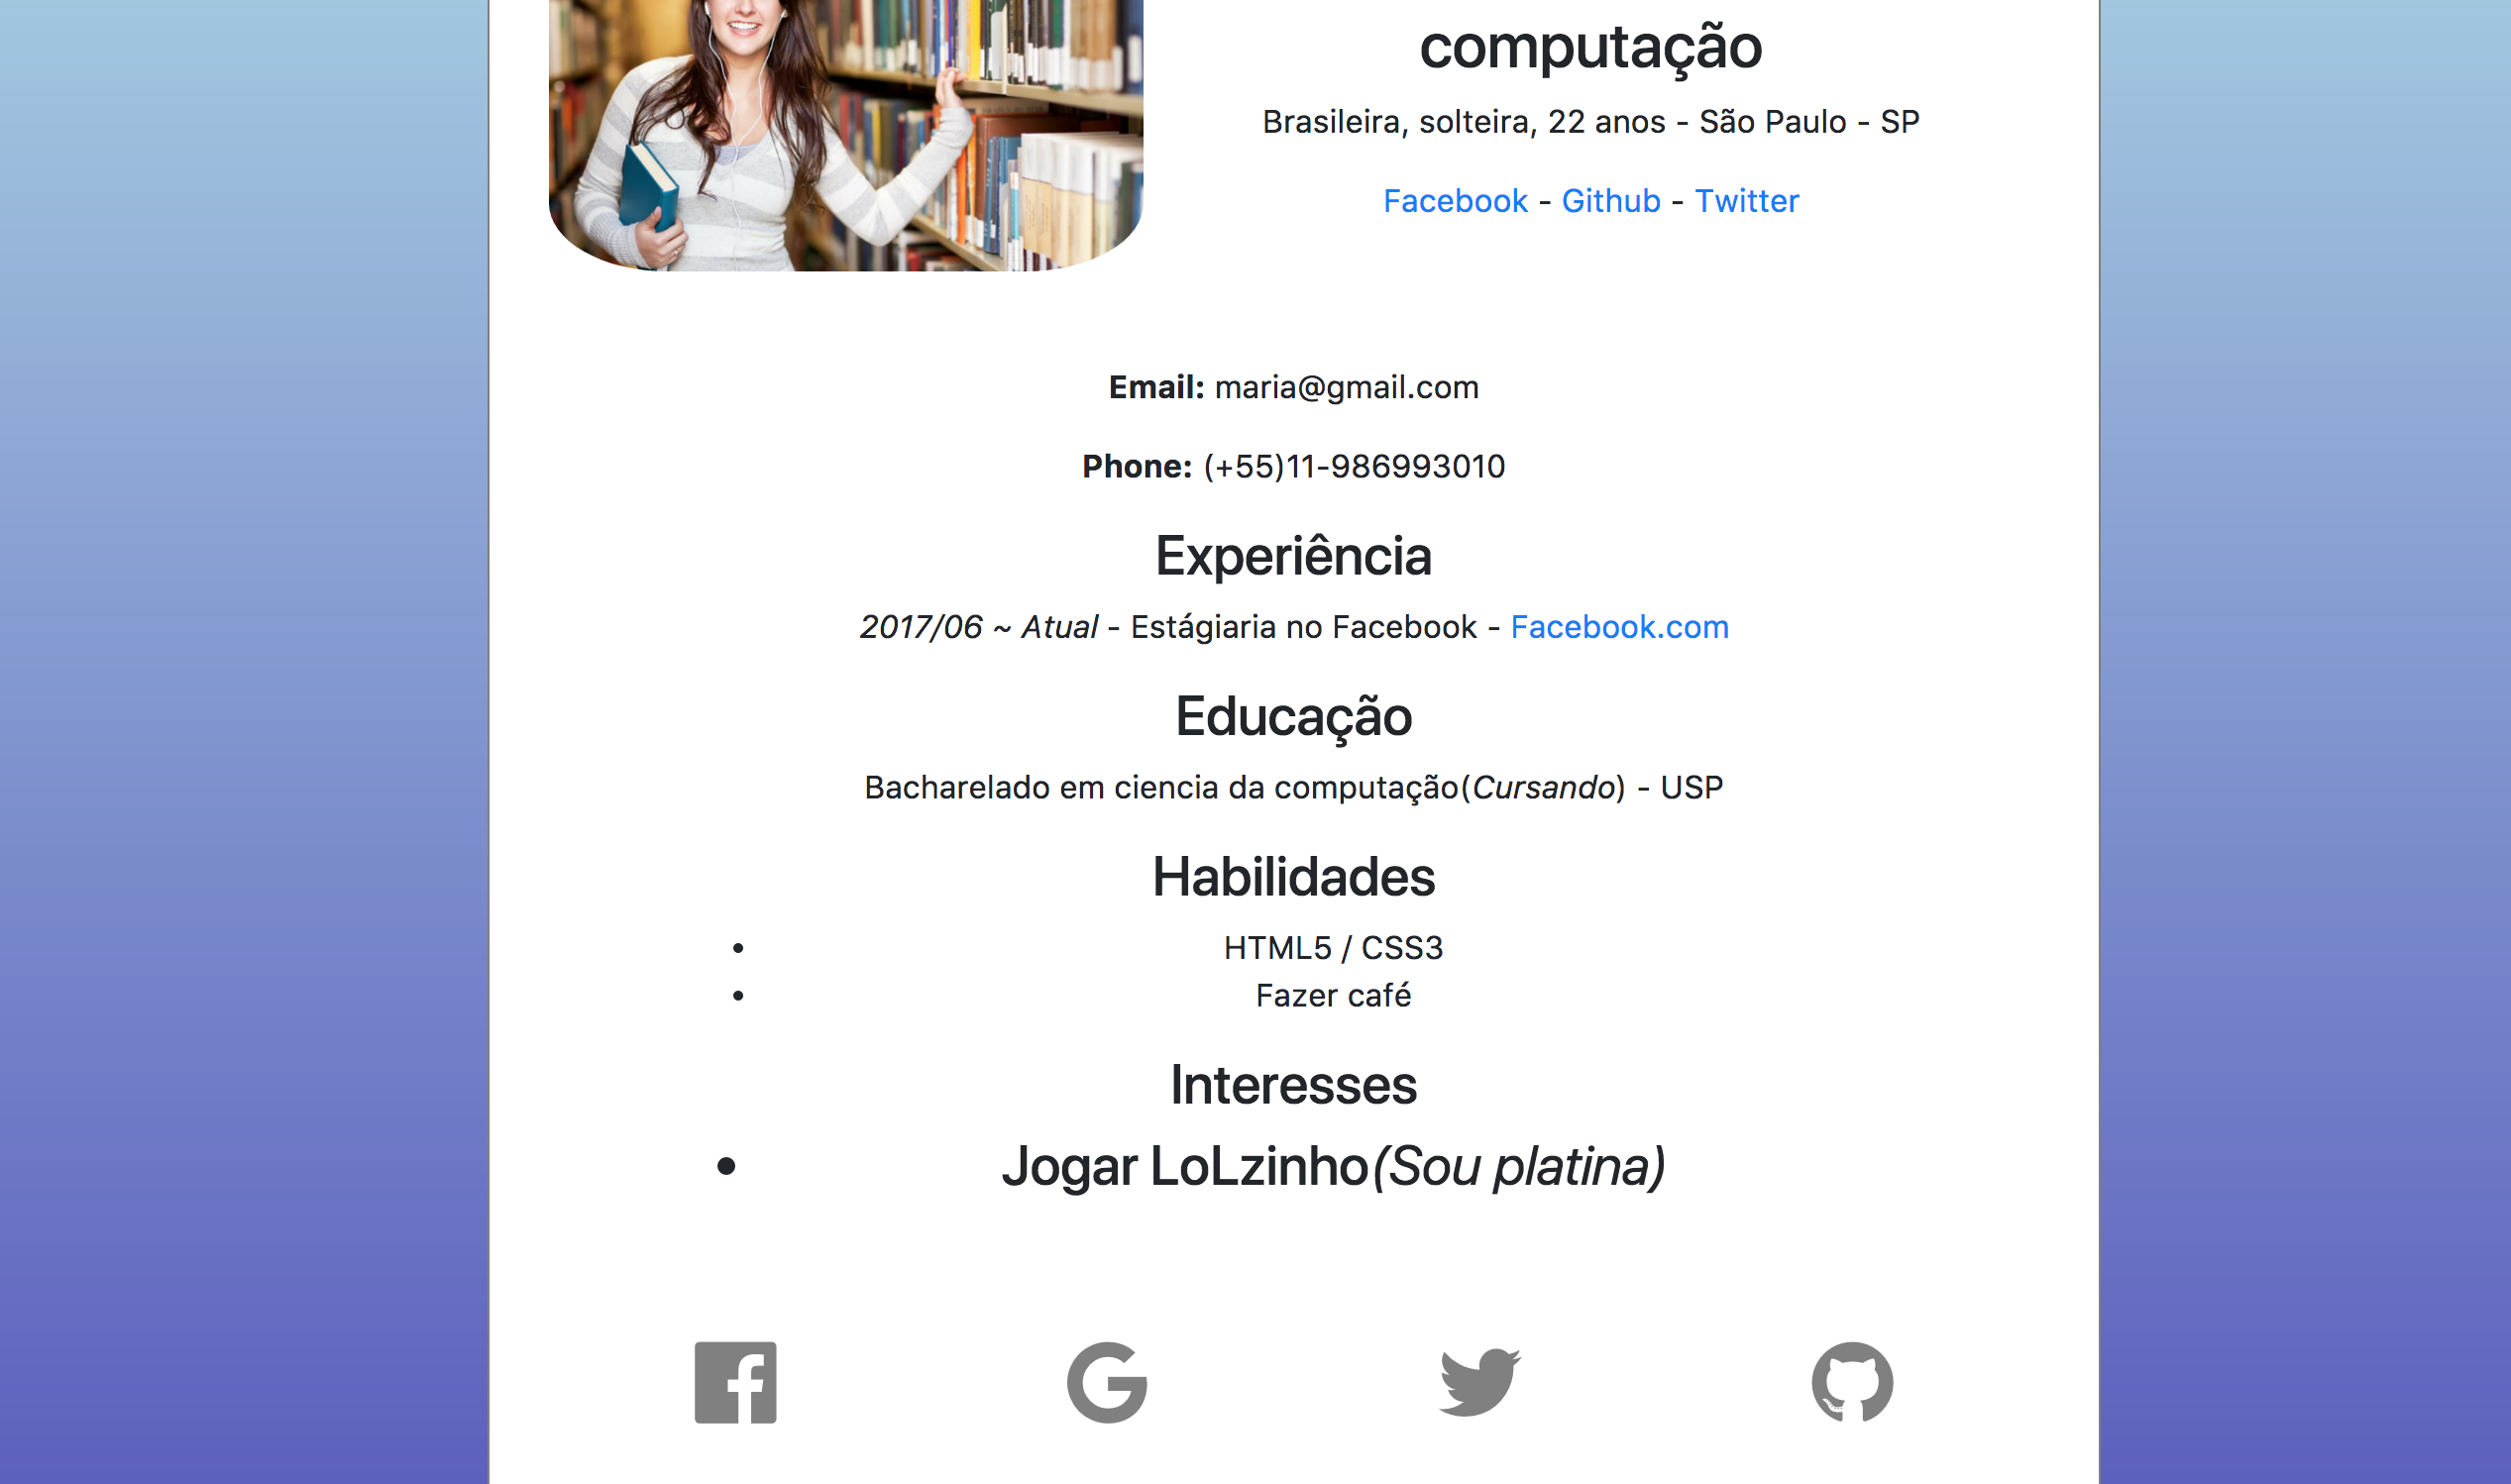 computação
Brasileira, solteira, 22 anos - São Paulo - SP
Facebook - Github - Twitter
Email: maria@gmail.com
Phone: (+55)11-986993010
Experiência
2017/06 ~ Atual - Estágiaria no Facebook - Facebook.com
Educação
Bacharelado em ciencia da computação(Cursando) - USP
Habilidades
• HTML5 / CSS3
• Fazer café
Interesses
• Jogar LoLzinho(Sou platina)